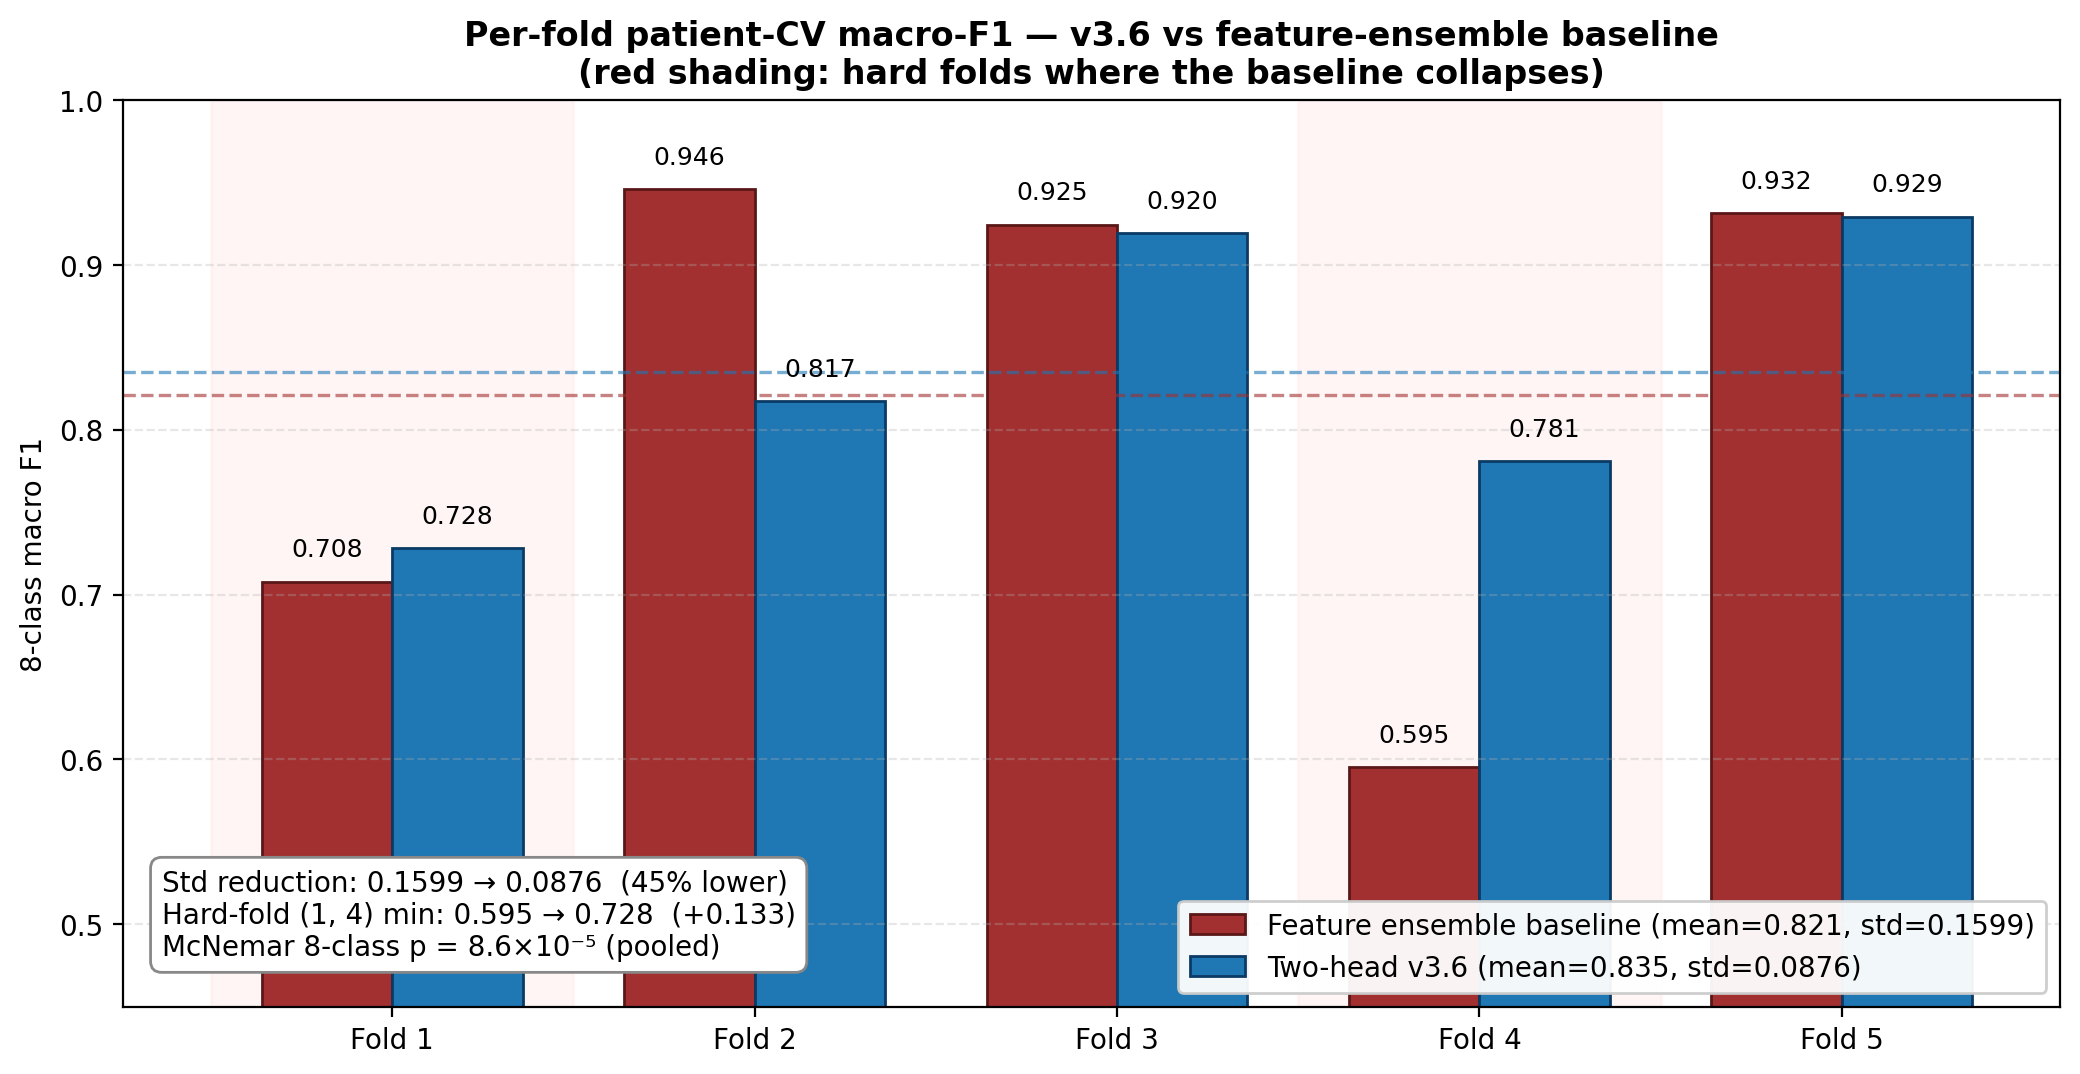 Per-fold patient-CV macro-F1 — v3.6 vs feature-ensemble baseline
(red shading: hard folds where the baseline collapses)
8-class macro F1
1.0
0.9
0.8
0.7
0.6
0.5
0.708
0.728
0.946
0.817
0.925
0.920
0.595
0.781
0.932
0.929
Std reduction: 0.1599 → 0.0876 (45% lower)
Hard-fold (1, 4) min: 0.595 → 0.728 (+0.133)
McNemar 8-class p = 8.6×10⁻⁵ (pooled)
Feature ensemble baseline (mean=0.821, std=0.1599)
Two-head v3.6 (mean=0.835, std=0.0876)
Fold 1
Fold 2
Fold 3
Fold 4
Fold 5